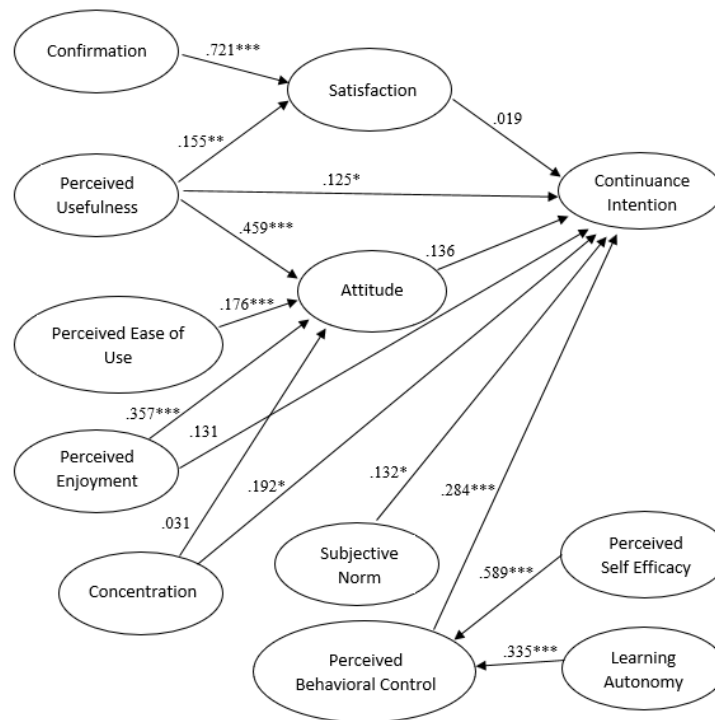 Confirmation
.721***
Satisfaction
.019
.155**
Perceived
Usefulness
.125*
Continuance
Intention
.459***
.136
Attitude
Perceived Ease of
Use
.176***
.357***
.131
Perceived
Enjoyment
.192*
.132*
.284***
.031
Concentration
Subjective
Norm
Perceived
Self Efficacy
.589***
Perceived
Behavioral Control
.335***
Learning
Autonomy